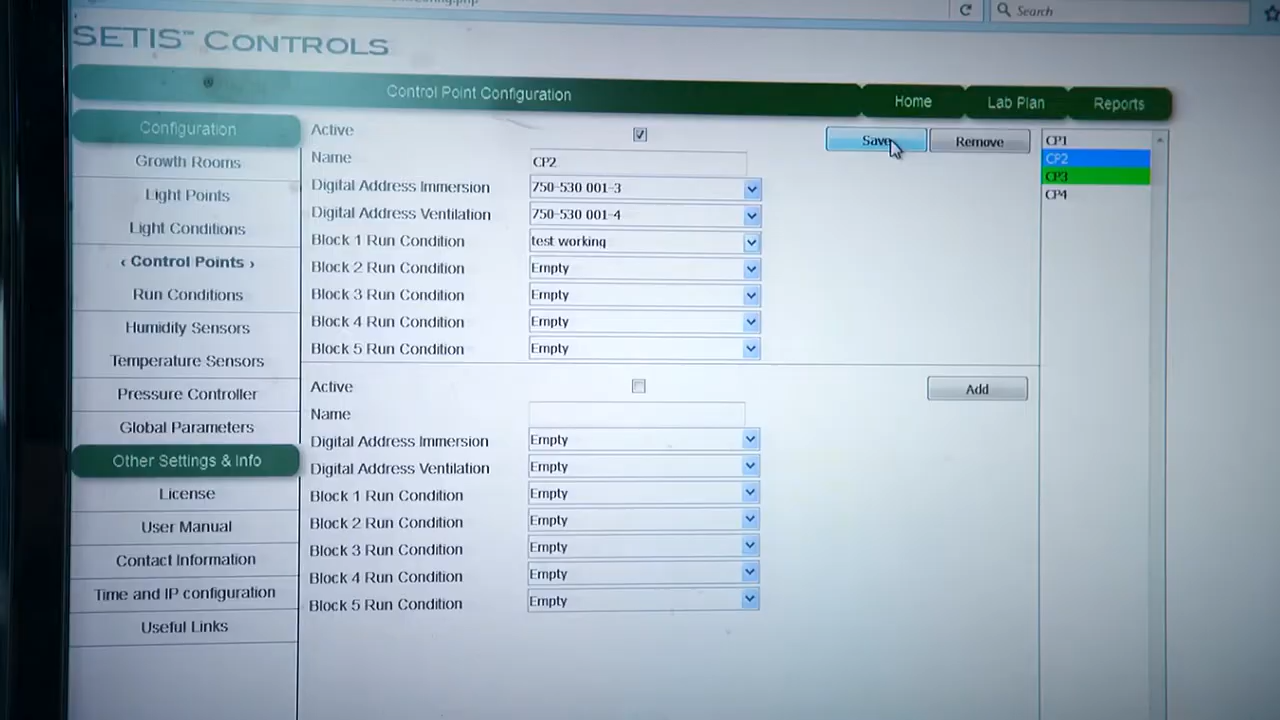 SETIS™ CONTROLS
Search
Control Point Configuration
Home
Lab Plan
Reports
Configuration
Growth Rooms
Light Points
Light Conditions
‹ Control Points ›
Run Conditions
Humidity Sensors
Temperature Sensors
Pressure Controller
Global Parameters
Other Settings & Info
License
User Manual
Contact Information
Time and IP configuration
Useful Links
Active
Name CP2
Digital Address Immersion 750-530 001-3
Digital Address Ventilation 750-530 001-4
Block 1 Run Condition test working
Block 2 Run Condition Empty
Block 3 Run Condition Empty
Block 4 Run Condition Empty
Block 5 Run Condition Empty
Save
Remove
Active
Name
Digital Address Immersion Empty
Digital Address Ventilation Empty
Block 1 Run Condition Empty
Block 2 Run Condition Empty
Block 3 Run Condition Empty
Block 4 Run Condition Empty
Block 5 Run Condition Empty
Add
CP1
CP2
CP3
CP4